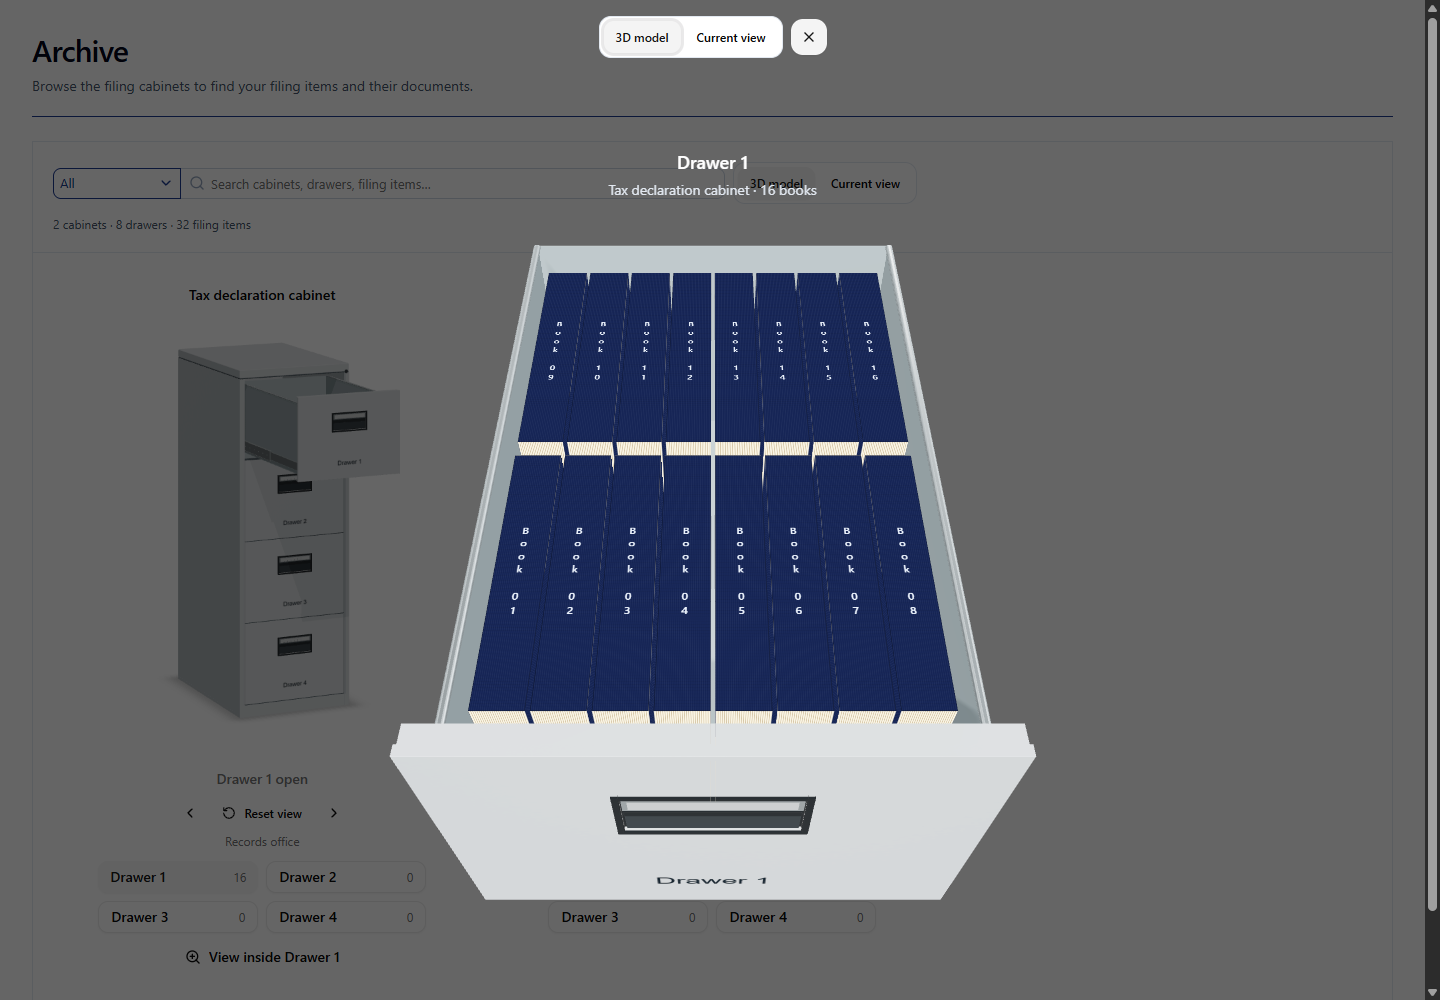 3D model Current view
Archive
Browse the filing cabinets to find your filing items and their documents.
Drawer 1
All Search cabinets, drawers, filing items... 3D model Current view
Tax declaration cabinet · 16 books
2 cabinets · 8 drawers · 32 filing items
Tax declaration cabinet
Book 09 Book 10 Book 11 Book 12 Book 13 Book 14 Book 15 Book 16
Drawer 1
Drawer 2
Book 01 Book 02 Book 03 Book 04 Book 05 Book 06 Book 07 Book 08
Drawer 3
Drawer 4
Drawer 1 open
Reset view
Records office
Drawer 1 16 Drawer 2 0
Drawer 1
Drawer 3 0 Drawer 4 0 Drawer 3 0 Drawer 4 0
View inside Drawer 1